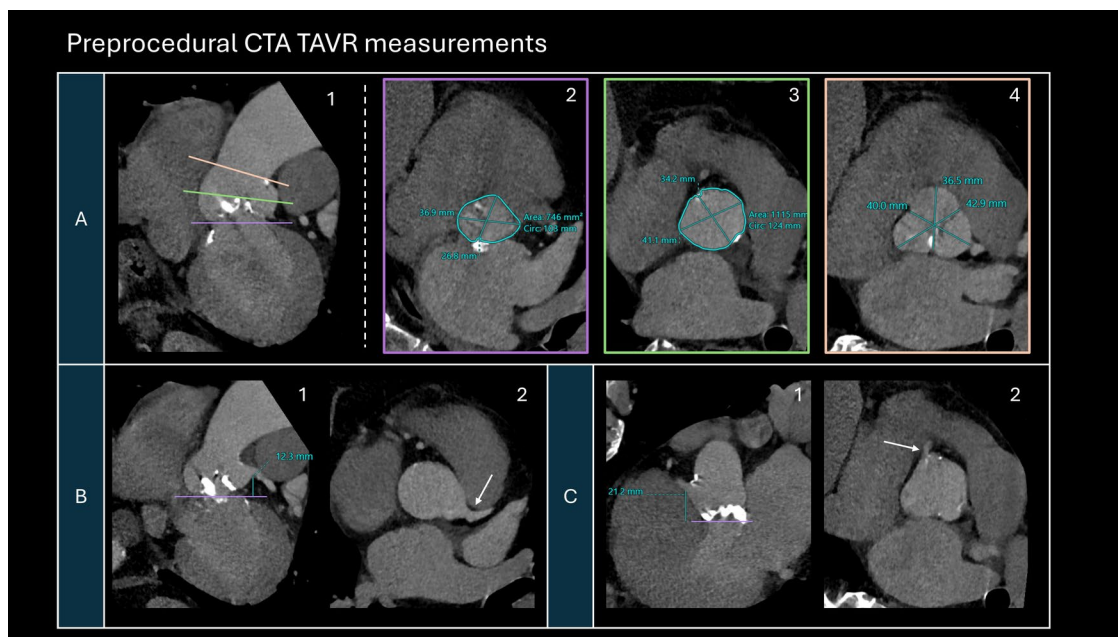 Preprocedural CTA TAVR measurements
A
1
2
36.9 mm
Area: 746 mm²
26.8 mm
3
34.2 mm
Area: 1115 mm
Circ: 124 mm
41.1 mm
4
36.5 mm
40.0 mm
42.9 mm
B
1
12.3 mm
2
C
1
21.2 mm
2